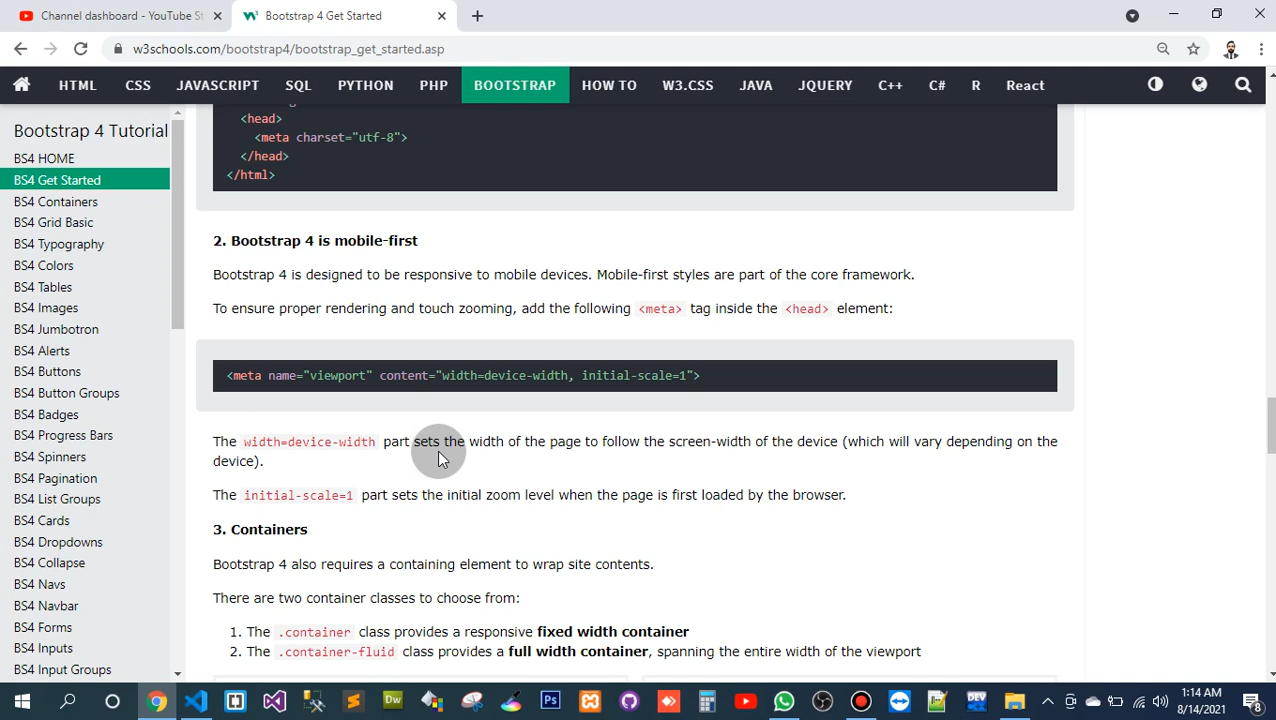 Channel dashboard - YouTube St
Bootstrap 4 Get Started
w3schools.com/bootstrap4/bootstrap_get_started.asp
HTML CSS JAVASCRIPT SQL PYTHON PHP BOOTSTRAP HOW TO W3.CSS JAVA JQUERY C++ C# R React
Bootstrap 4 Tutorial
BS4 HOME
BS4 Get Started
BS4 Containers
BS4 Grid Basic
BS4 Typography
BS4 Colors
BS4 Tables
BS4 Images
BS4 Jumbotron
BS4 Alerts
BS4 Buttons
BS4 Button Groups
BS4 Badges
BS4 Progress Bars
BS4 Spinners
BS4 Pagination
BS4 List Groups
BS4 Cards
BS4 Dropdowns
BS4 Collapse
BS4 Navs
BS4 Navbar
BS4 Forms
BS4 Inputs
BS4 Input Groups
<head>
<meta charset="utf-8">
</head>
</html>
2. Bootstrap 4 is mobile-first
Bootstrap 4 is designed to be responsive to mobile devices. Mobile-first styles are part of the core framework.
To ensure proper rendering and touch zooming, add the following <meta> tag inside the <head> element:
<meta name="viewport" content="width=device-width, initial-scale=1">
The width=device-width part sets the width of the page to follow the screen-width of the device (which will vary depending on the
device).
The initial-scale=1 part sets the initial zoom level when the page is first loaded by the browser.
3. Containers
Bootstrap 4 also requires a containing element to wrap site contents.
There are two container classes to choose from:
1. The .container class provides a responsive fixed width container
2. The .container-fluid class provides a full width container, spanning the entire width of the viewport
Dw
Ps
DEV
1:14 AM
8/14/2021
8